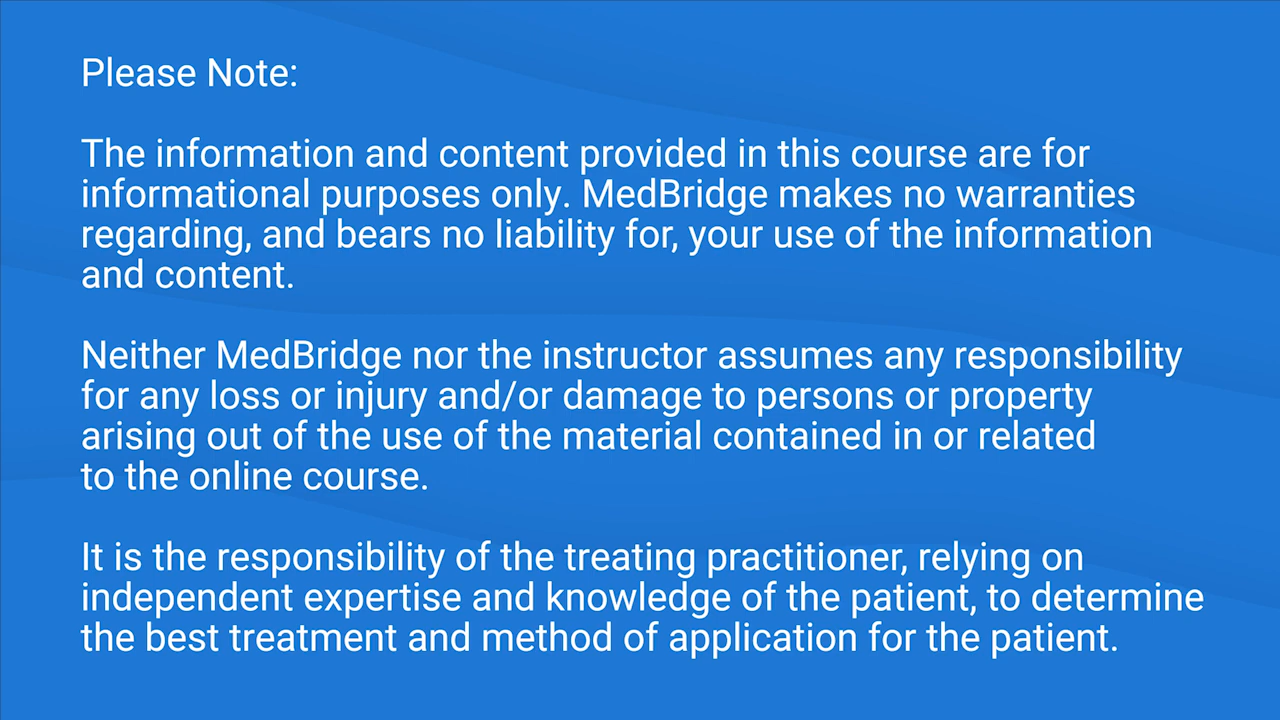 Please Note:
The information and content provided in this course are for
informational purposes only. MedBridge makes no warranties
regarding, and bears no liability for, your use of the information
and content.
Neither MedBridge nor the instructor assumes any responsibility
for any loss or injury and/or damage to persons or property
arising out of the use of the material contained in or related
to the online course.
It is the responsibility of the treating practitioner, relying on
independent expertise and knowledge of the patient, to determine
the best treatment and method of application for the patient.